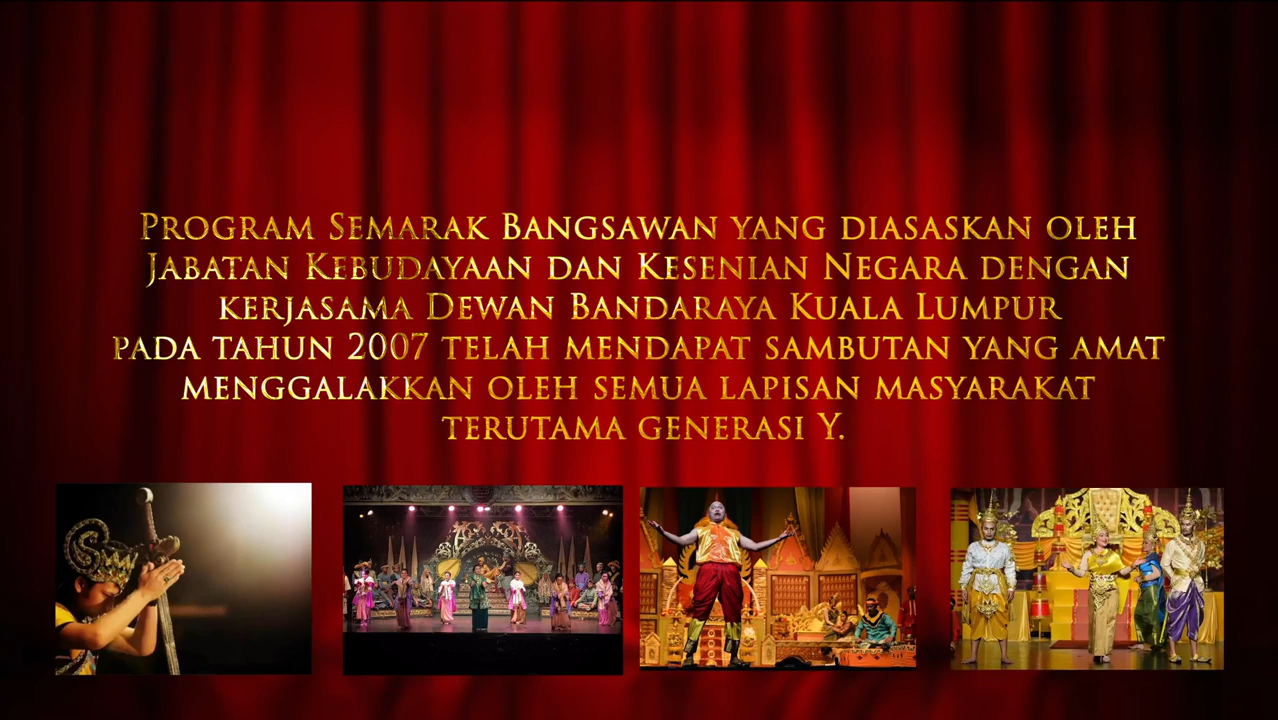 Program Semarak Bangsawan yang diasaskan oleh
Jabatan Kebudayaan dan Kesenian Negara dengan
kerjasama Dewan Bandaraya Kuala Lumpur
pada tahun 2007 telah mendapat sambutan yang amat
menggalakkan oleh semua lapisan masyarakat
terutama generasi Y.